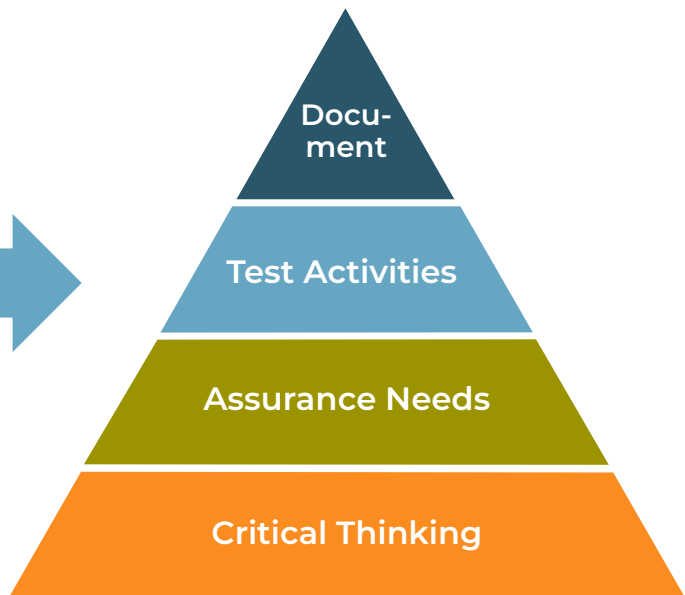 Docu-
ment
Test Activities
Assurance Needs
Critical Thinking